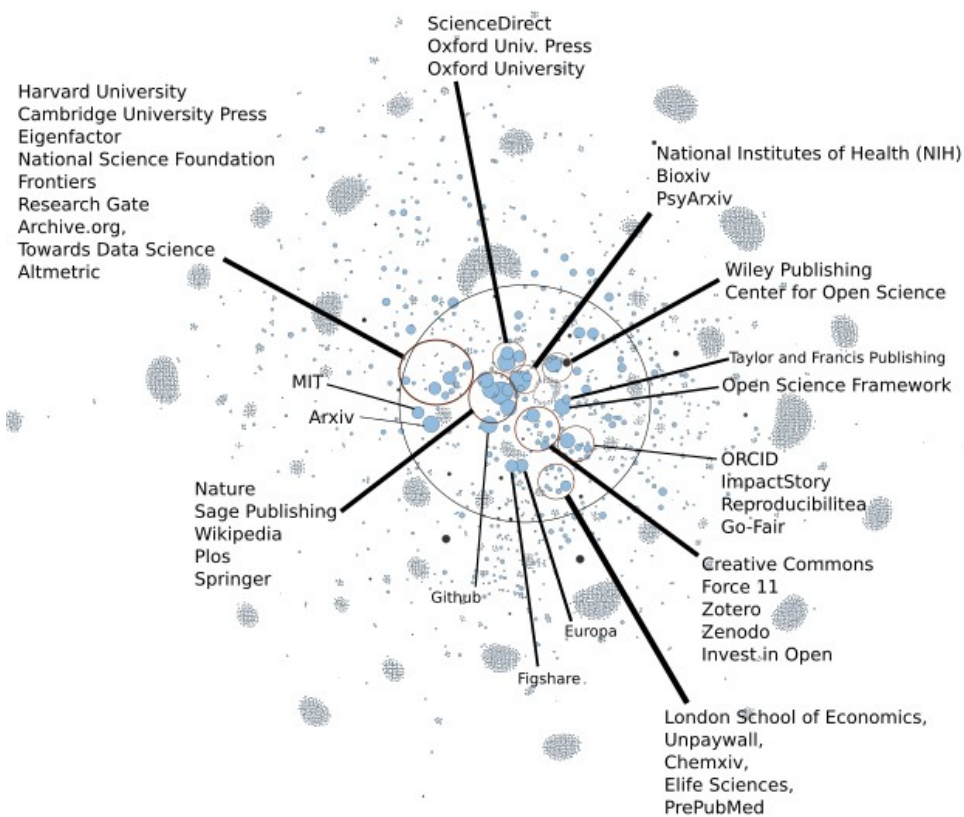 ScienceDirect
Oxford Univ. Press
Oxford University
Harvard University
Cambridge University Press
Eigenfactor
National Science Foundation
Frontiers
Research Gate
Archive.org,
Towards Data Science
Altmetric
National Institutes of Health (NIH)
Bioxiv
PsyArxiv
Wiley Publishing
Center for Open Science
Taylor and Francis Publishing
Open Science Framework
MIT
Arxiv
ORCID
ImpactStory
Reproducibilitea
Go-Fair
Nature
Sage Publishing
Wikipedia
Plos
Springer
Creative Commons
Force 11
Zotero
Zenodo
Invest in Open
Github
Europa
Figshare
London School of Economics,
Unpaywall,
Chemxiv,
Elife Sciences,
PrePubMed